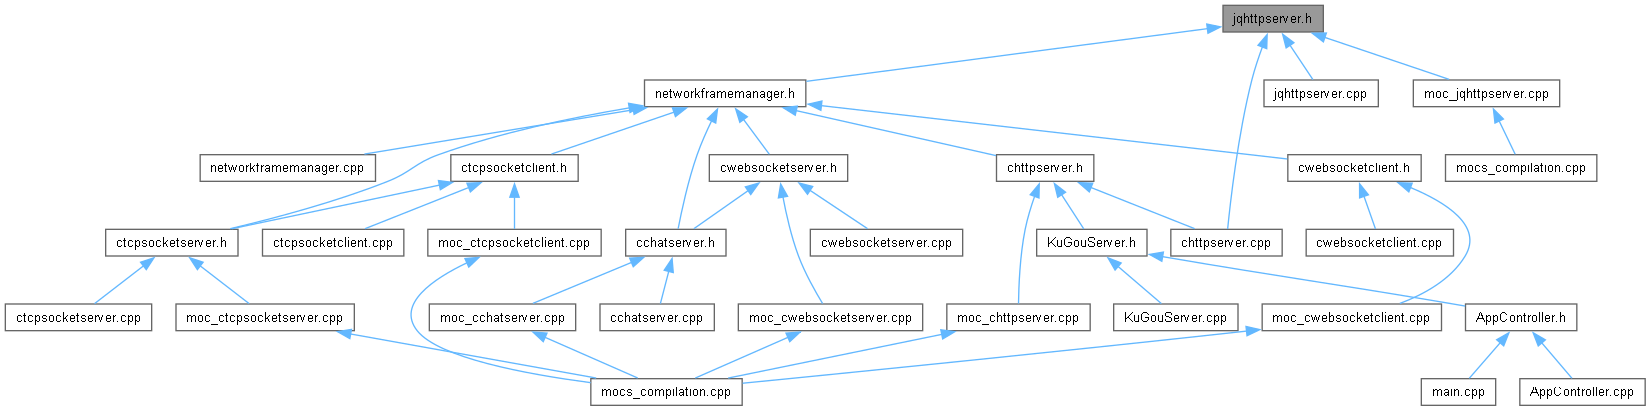 jqhttpserver.h
networkframemanager.h
jqhttpserver.cpp
moc_jqhttpserver.cpp
networkframemanager.cpp
ctcpsocketclient.h
cwebsocketserver.h
chttpserver.h
cwebsocketclient.h
mocs_compilation.cpp
ctcpsocketserver.h
ctcpsocketclient.cpp
moc_ctcpsocketclient.cpp
cchatserver.h
cwebsocketserver.cpp
KuGouServer.h
chttpserver.cpp
cwebsocketclient.cpp
ctcpsocketserver.cpp
moc_ctcpsocketserver.cpp
moc_cchatserver.cpp
cchatserver.cpp
moc_cwebsocketserver.cpp
moc_chttpserver.cpp
KuGouServer.cpp
moc_cwebsocketclient.cpp
AppController.h
mocs_compilation.cpp
main.cpp
AppController.cpp